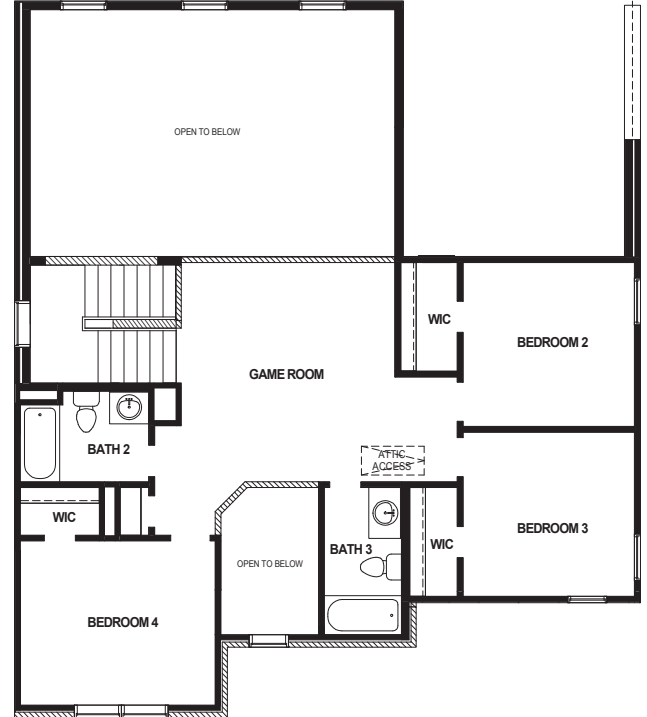 OPEN TO BELOW
WIC
BEDROOM 2
GAME ROOM
BATH 2
ATTIC
ACCESS
WIC
BEDROOM 3
WIC
BATH 3
OPEN TO BELOW
BEDROOM 4